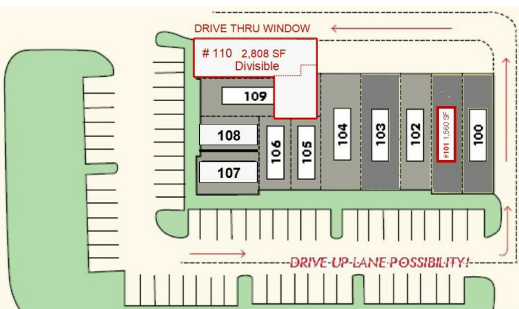 DRIVE THRU WINDOW
# 110 2,808 SF
Divisible
109
108
107
106
105
104
103
102
#101 1,560 SF
100
DRIVE-UP-LANE-POSSIBILITY!